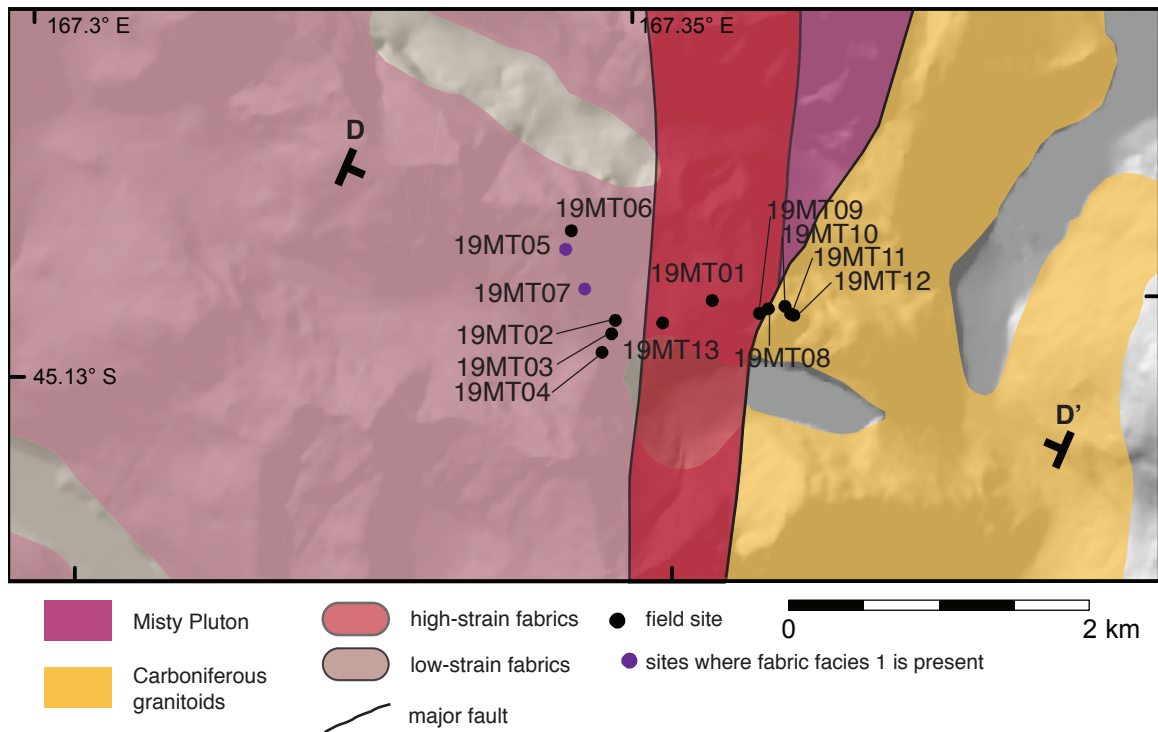 167.3° E
167.35° E
D
19MT06
19MT09
19MT05
19MT10
19MT01
19MT11
19MT07
19MT12
19MT02
19MT03
19MT13
19MT08
45.13° S
19MT04
D’
Misty Pluton
high-strain fabrics
field site
0
2 km
low-strain fabrics
sites where fabric facies 1 is present
Carboniferous
granitoids
major fault